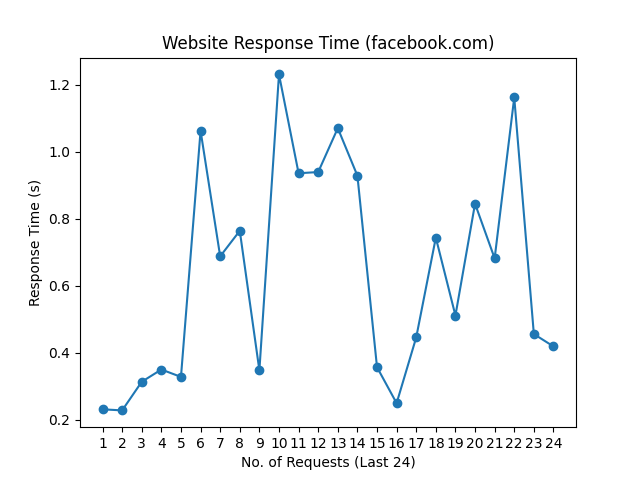 Website Response Time (facebook.com)
1.2
1.0
0.8
0.6
0.4
0.2
Response Time (s)
1 2 3 4 5 6 7 8 9 10 11 12 13 14 15 16 17 18 19 20 21 22 23 24
No. of Requests (Last 24)